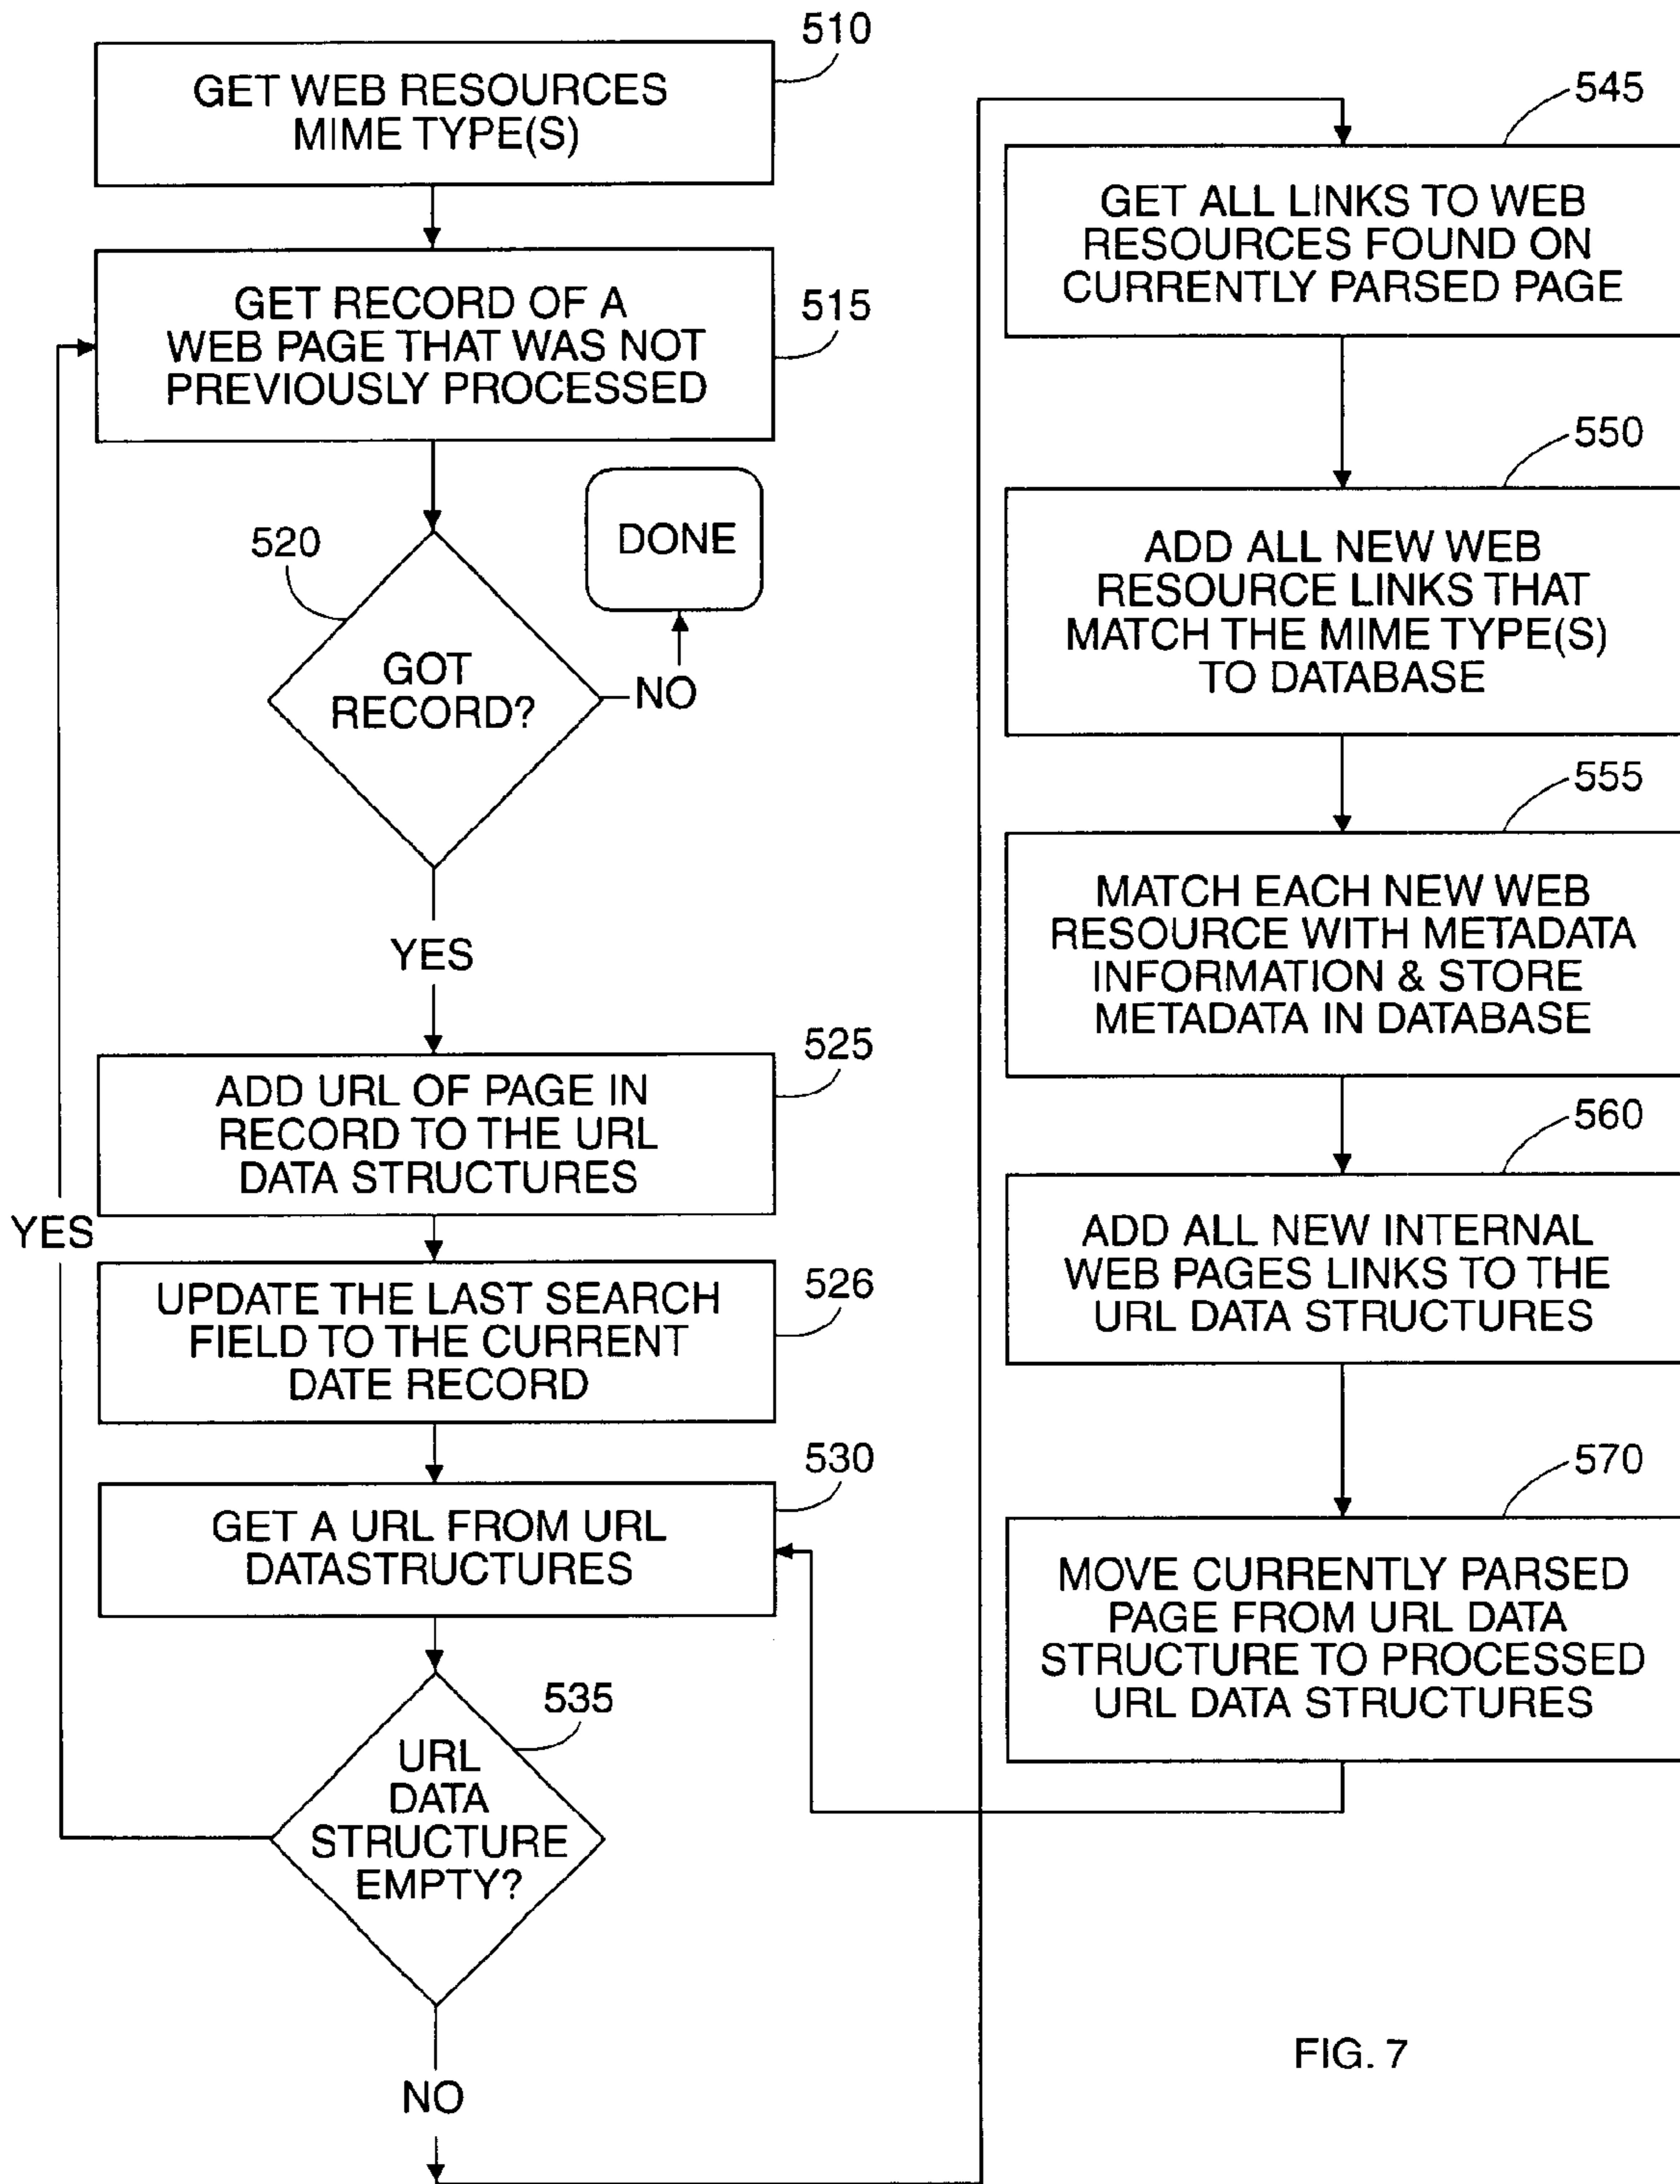 510
GET WEB RESOURCES
MIME TYPE(S)
515
GET RECORD OF A
WEB PAGE THAT WAS NOT
PREVIOUSLY PROCESSED
DONE
520
GOT
RECORD?
NO
YES
525
ADD URL OF PAGE IN
RECORD TO THE URL
DATA STRUCTURES
YES
526
UPDATE THE LAST SEARCH
FIELD TO THE CURRENT
DATE RECORD
530
GET A URL FROM URL
DATASTRUCTURES
535
URL
DATA
STRUCTURE
EMPTY?
NO
545
GET ALL LINKS TO WEB
RESOURCES FOUND ON
CURRENTLY PARSED PAGE
550
ADD ALL NEW WEB
RESOURCE LINKS THAT
MATCH THE MIME TYPE(S)
TO DATABASE
555
MATCH EACH NEW WEB
RESOURCE WITH METADATA
INFORMATION & STORE
METADATA IN DATABASE
560
ADD ALL NEW INTERNAL
WEB PAGES LINKS TO THE
URL DATA STRUCTURES
570
MOVE CURRENTLY PARSED
PAGE FROM URL DATA
STRUCTURE TO PROCESSED
URL DATA STRUCTURES
FIG. 7